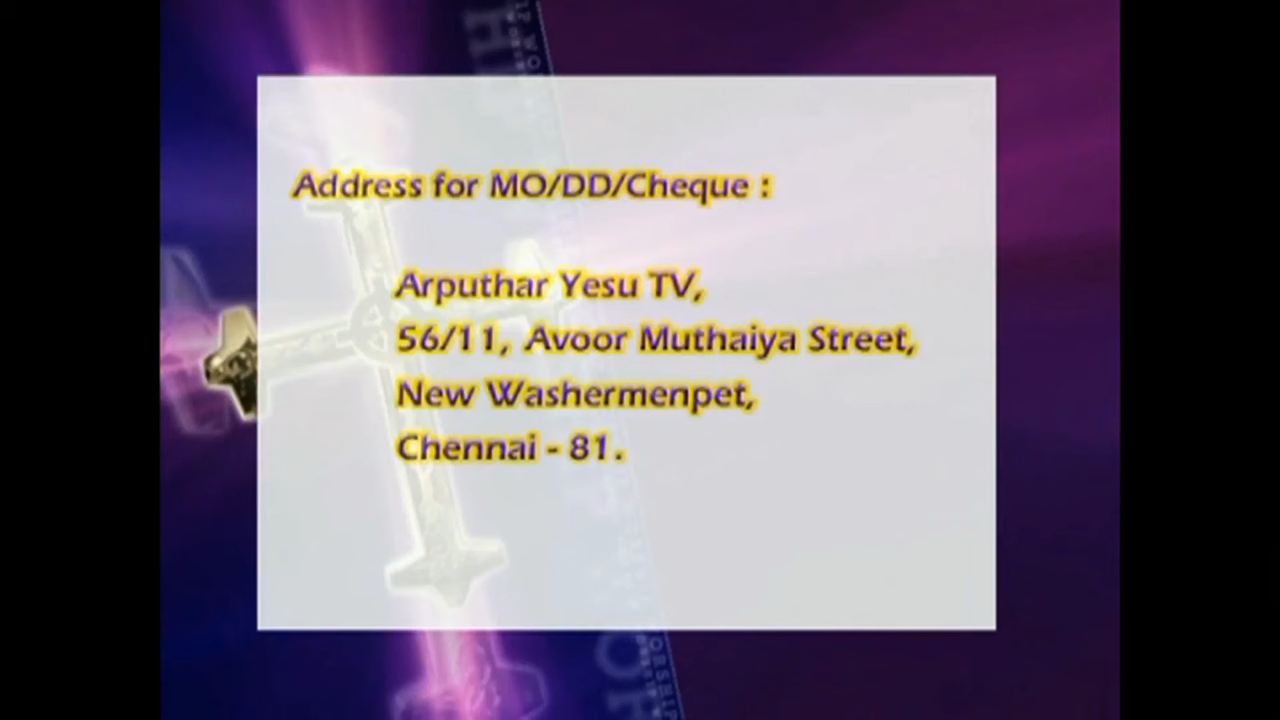 Address for MO/DD/Cheque :
Arputhar Yesu TV,
56/11, Avoor Muthaiya Street,
New Washermenpet,
Chennai - 81.